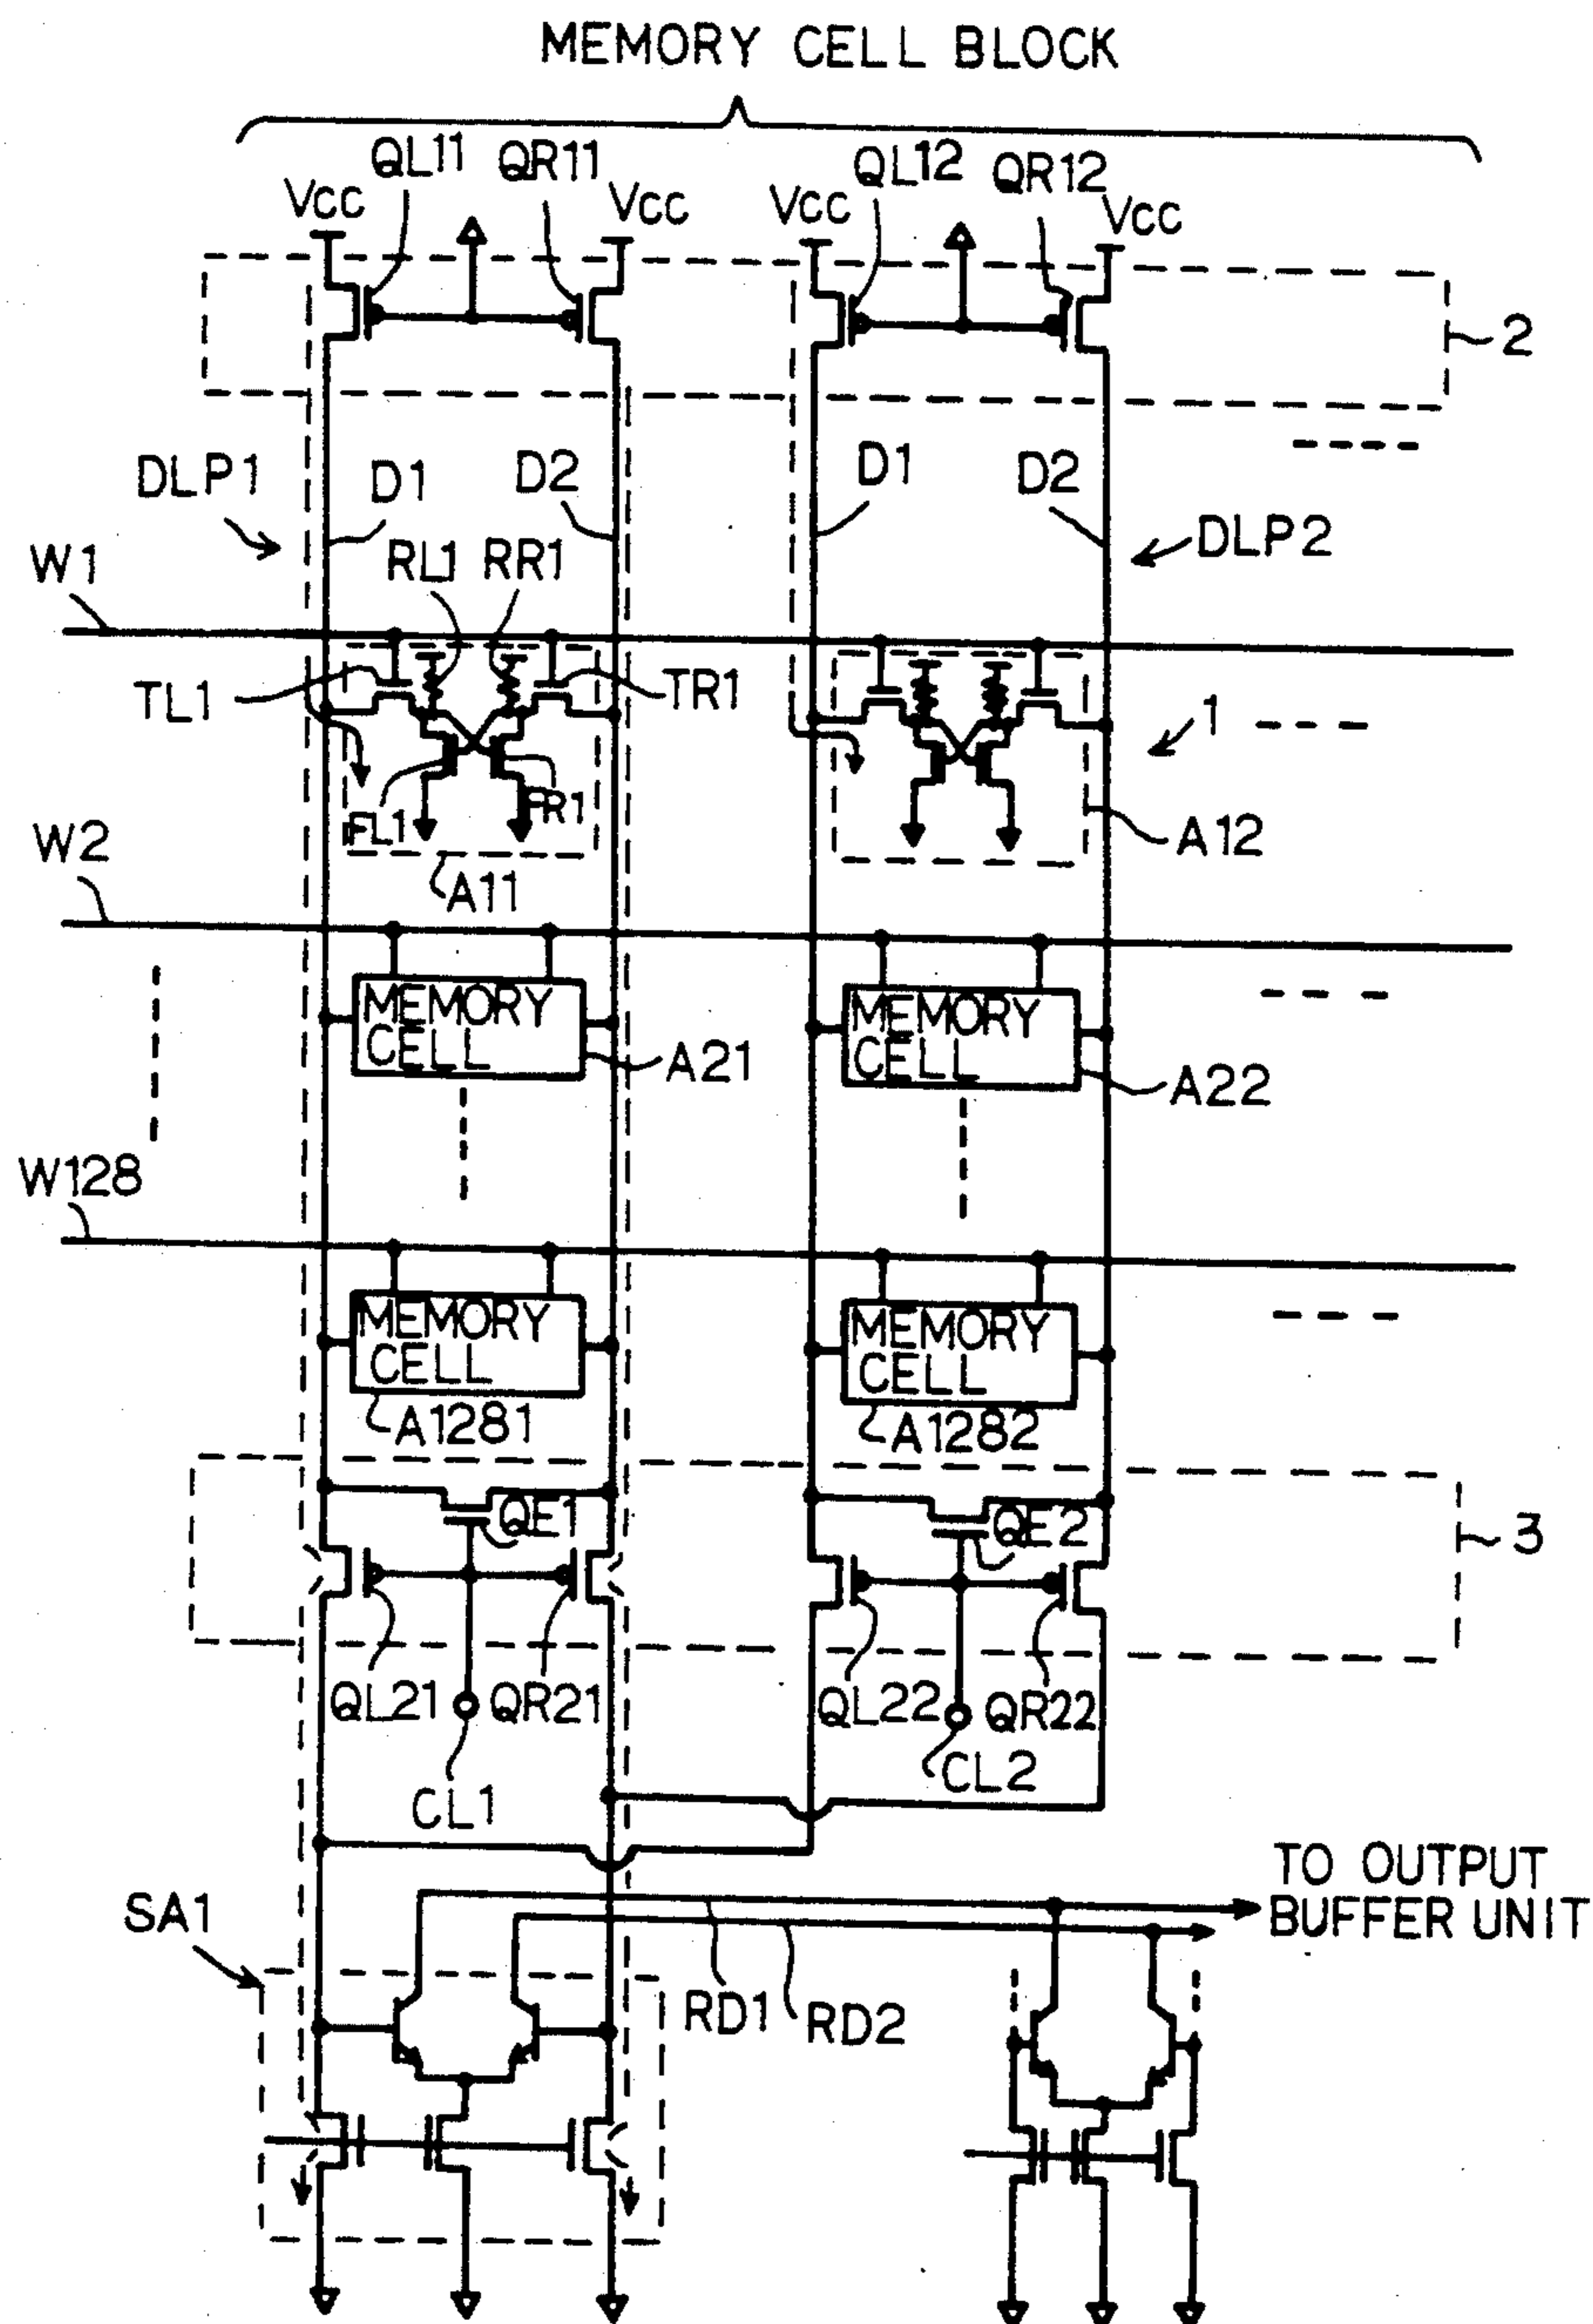 MEMORY CELL BLOCK
QL11 QR11 QL12 QR12
VCC VCC VCC VCC
2
DLP1 D1 D2 D1 D2
DLP2
W1 RL1 RR1
TL1 TR1 1
FL1 FR1
W2 A12
A11
MEMORY CELL A21 MEMORY CELL A22
W128
MEMORY CELL MEMORY CELL
A1281 A1282
QE1 QE2 3
QL21 QR21 QL22 QR22
CL1 CL2
TO OUTPUT
BUFFER UNIT
SA1
RD1 RD2